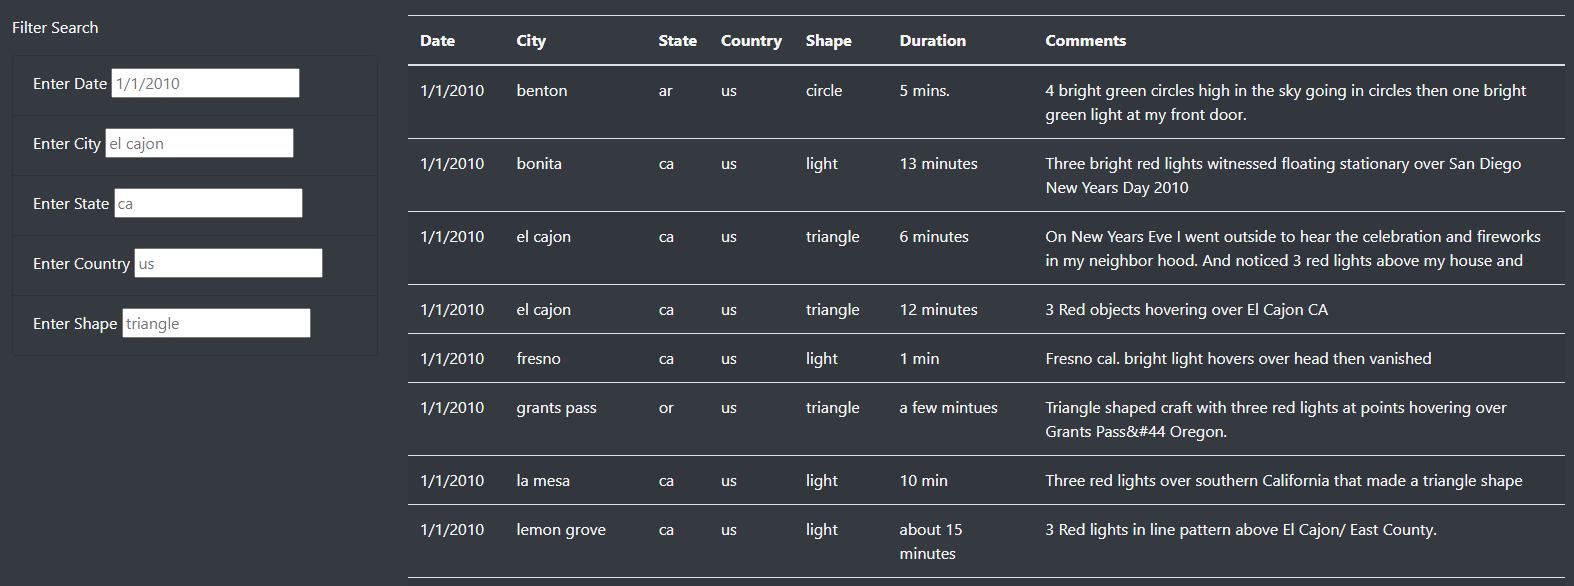 Filter Search
Enter Date 1/1/2010
Enter City el cajon
Enter State ca
Enter Country us
Enter Shape triangle
Date City State Country Shape Duration Comments
1/1/2010 benton ar us circle 5 mins. 4 bright green circles high in the sky going in circles then one bright
green light at my front door.
1/1/2010 bonita ca us light 13 minutes Three bright red lights witnessed floating stationary over San Diego
New Years Day 2010
1/1/2010 el cajon ca us triangle 6 minutes On New Years Eve I went outside to hear the celebration and fireworks
in my neighbor hood. And noticed 3 red lights above my house and
1/1/2010 el cajon ca us triangle 12 minutes 3 Red objects hovering over El Cajon CA
1/1/2010 fresno ca us light 1 min Fresno cal. bright light hovers over head then vanished
1/1/2010 grants pass or us triangle a few mintues Triangle shaped craft with three red lights at points hovering over
Grants Pass&#44 Oregon.
1/1/2010 la mesa ca us light 10 min Three red lights over southern California that made a triangle shape
1/1/2010 lemon grove ca us light about 15 3 Red lights in line pattern above El Cajon/ East County.
minutes